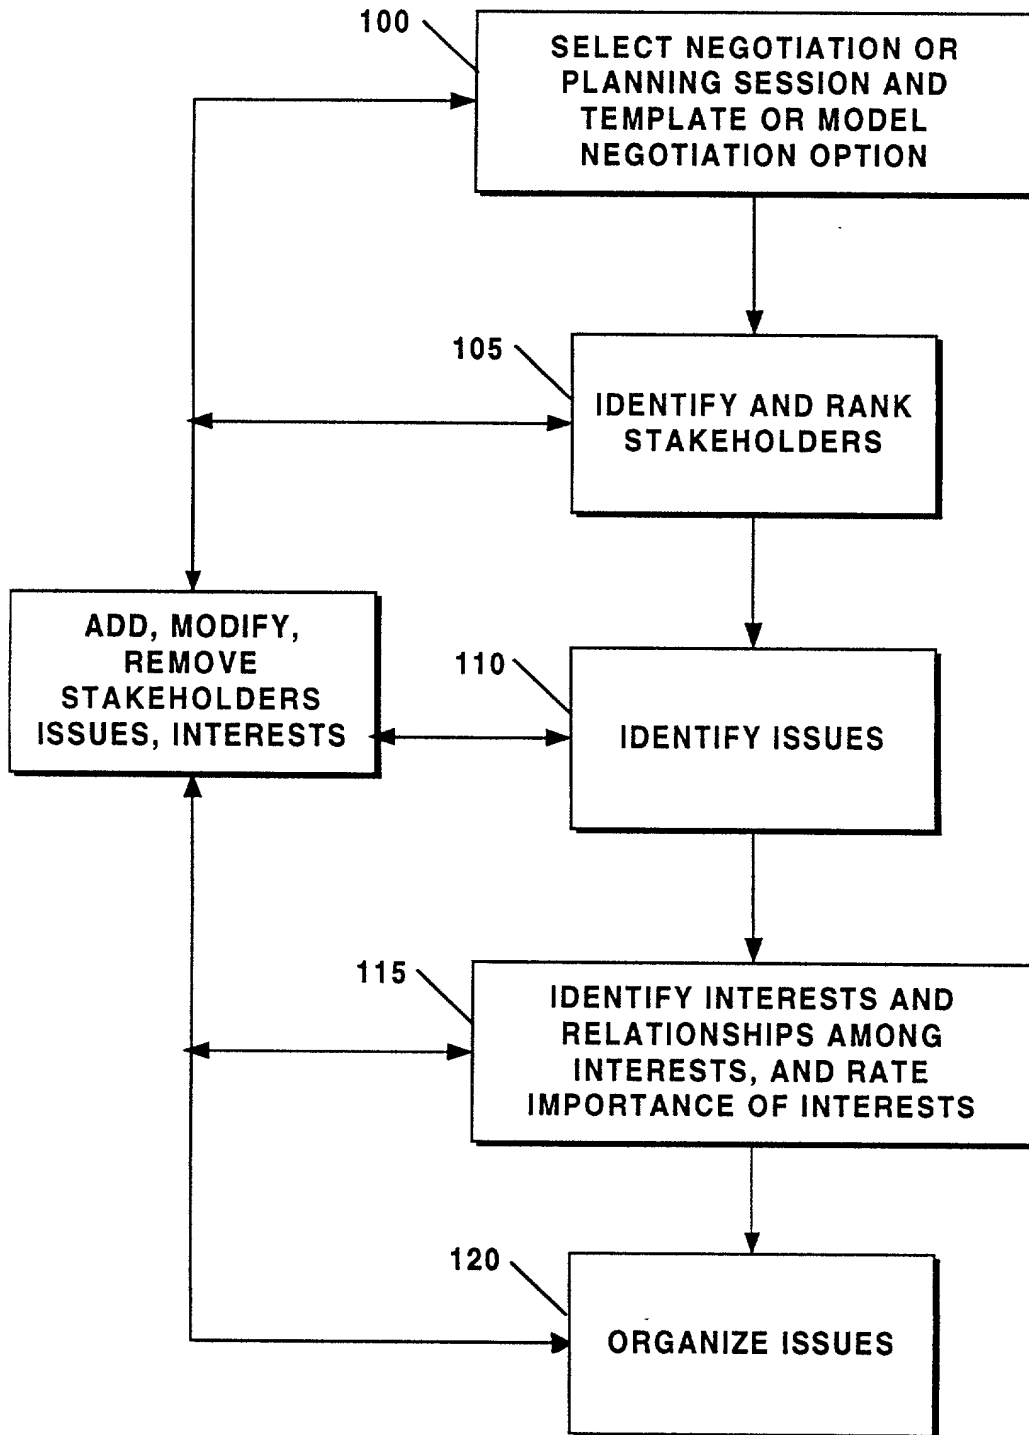 100
SELECT NEGOTIATION OR
PLANNING SESSION AND
TEMPLATE OR MODEL
NEGOTIATION OPTION
105
IDENTIFY AND RANK
STAKEHOLDERS
ADD, MODIFY,
REMOVE
STAKEHOLDERS
ISSUES, INTERESTS
110
IDENTIFY ISSUES
115
IDENTIFY INTERESTS AND
RELATIONSHIPS AMONG
INTERESTS, AND RATE
IMPORTANCE OF INTERESTS
120
ORGANIZE ISSUES